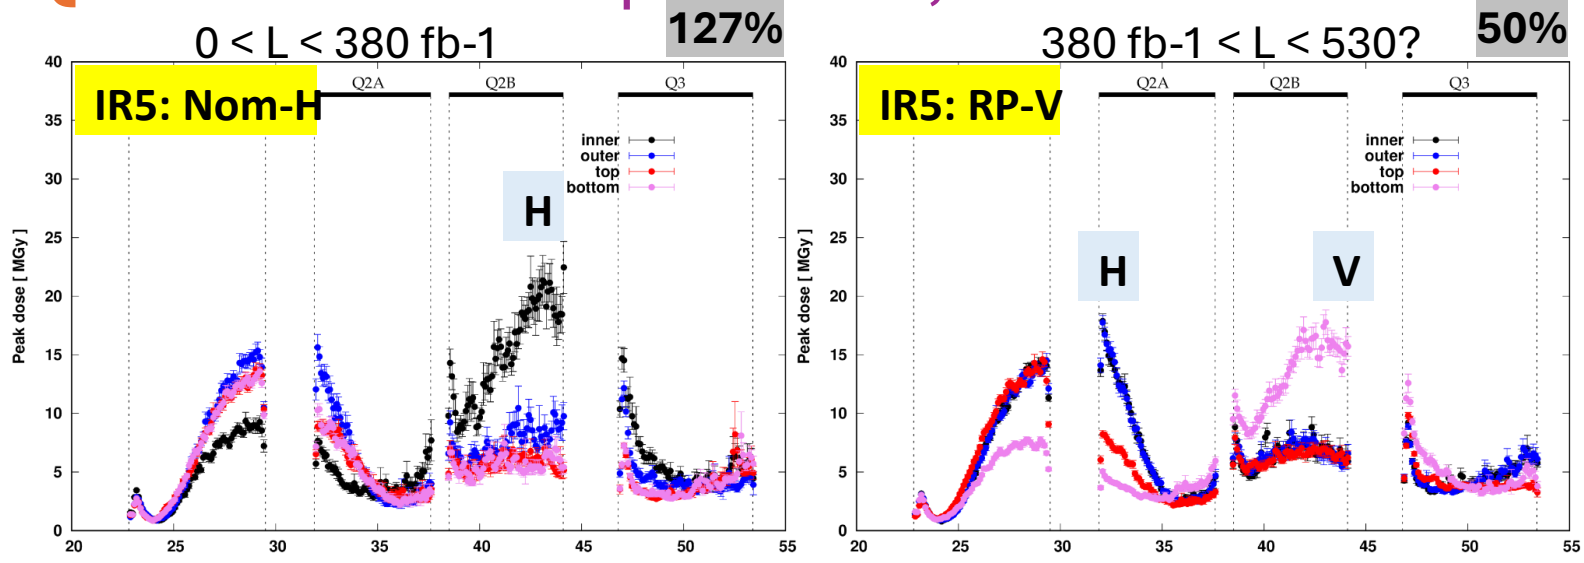 0 < L < 380 fb-1
127%
IR5: Nom-H
Q2A
Q2B
Q3
inner
outer
top
bottom
H
Peak dose [ MGy ]
40
35
30
25
20
15
10
5
0
20
25
30
35
40
45
50
55
380 fb-1 < L < 530?
50%
IR5: RP-V
Q2A
Q2B
Q3
inner
outer
top
bottom
H
V
Peak dose [ MGy ]
40
35
30
25
20
15
10
5
0
20
25
30
35
40
45
50
55